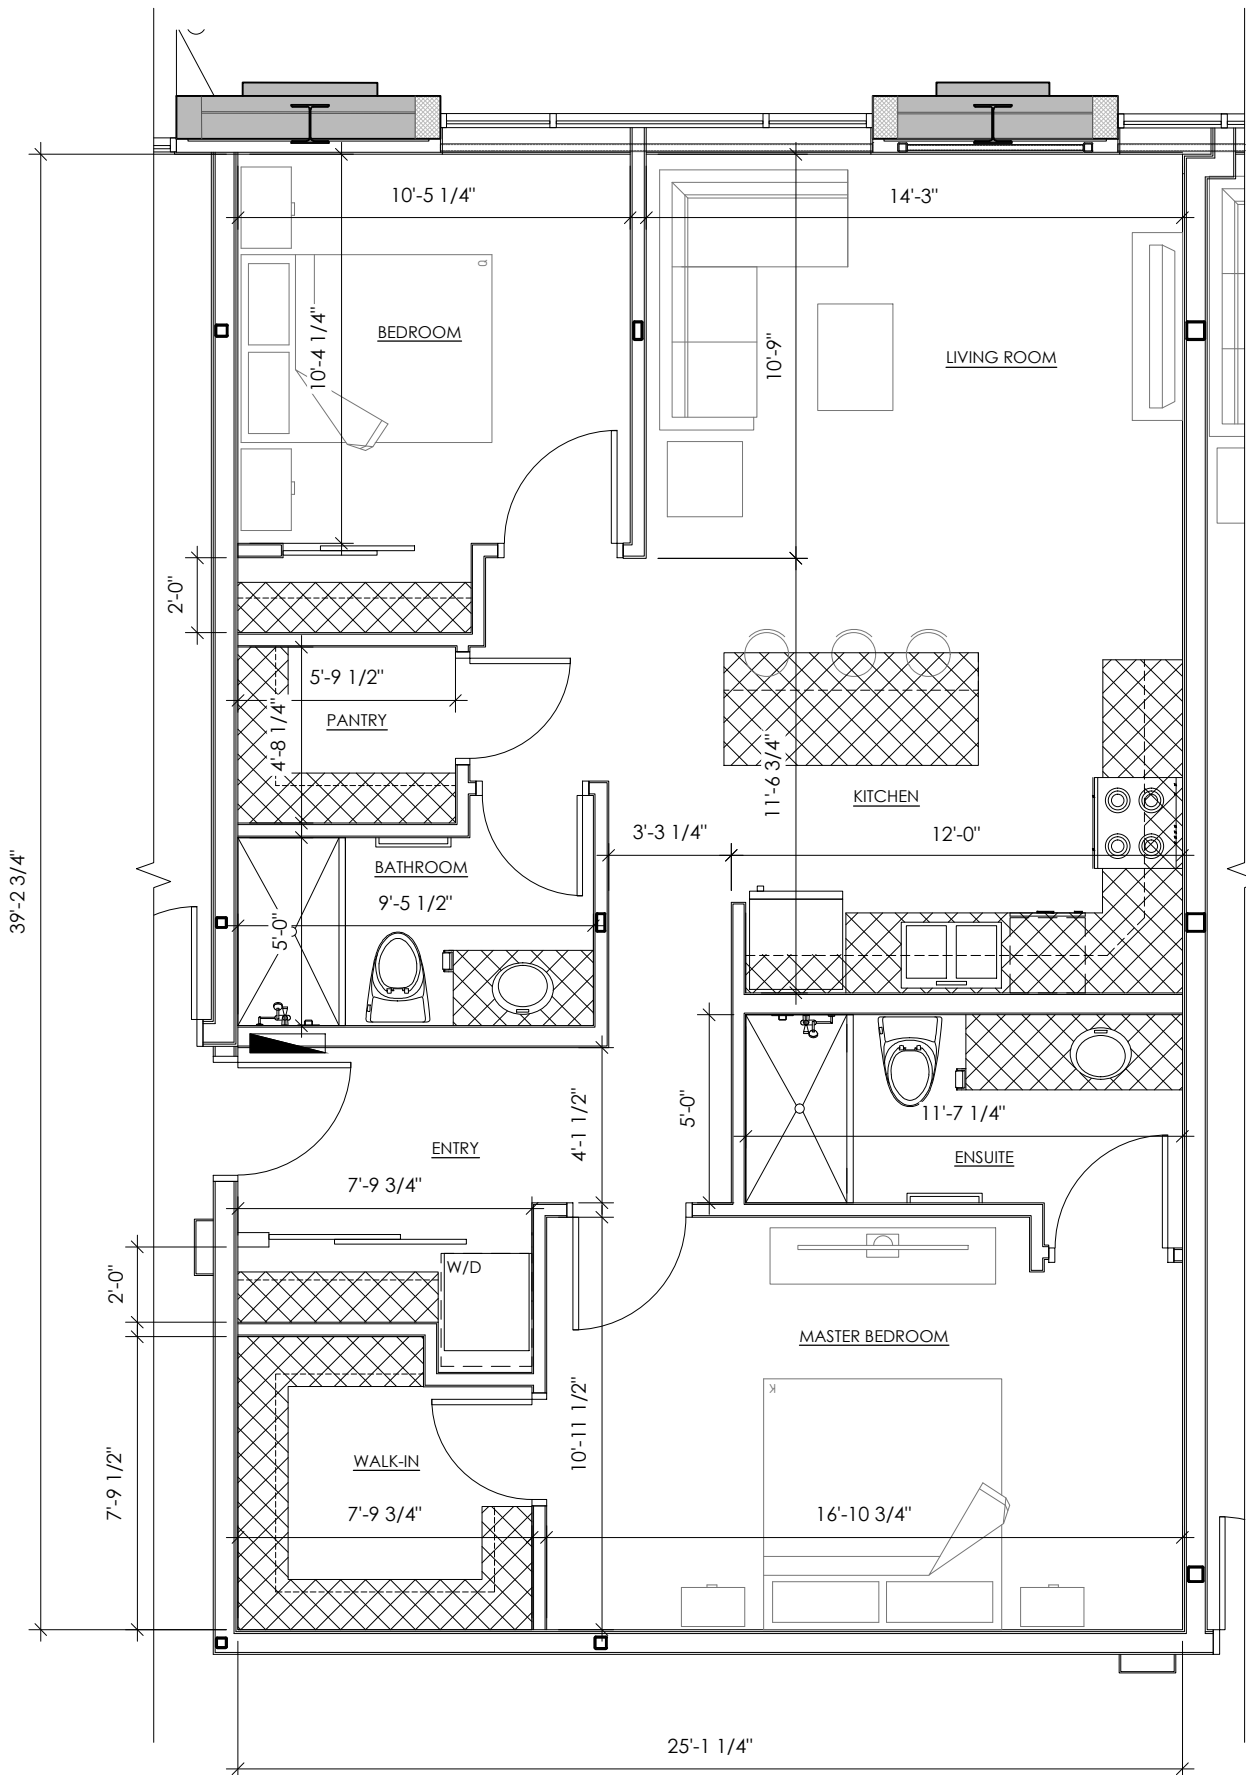 10'-5 1/4"
14'-3"
Q
10'-4 1/4"
BEDROOM
10'-9"
LIVING ROOM
2'-0"
5'-9 1/2"
4'-8 1/4"
PANTRY
11'-6 3/4"
KITCHEN
3'-3 1/4"
12'-0"
BATHROOM
9'-5 1/2"
5'-0"
39'-2 3/4"
4'-1 1/2"
5'-0"
11'-7 1/4"
ENTRY
ENSUITE
7'-9 3/4"
W/D
2'-0"
MASTER BEDROOM
K
10'-11 1/2"
WALK-IN
7'-9 1/2"
7'-9 3/4"
16'-10 3/4"
25'-1 1/4"